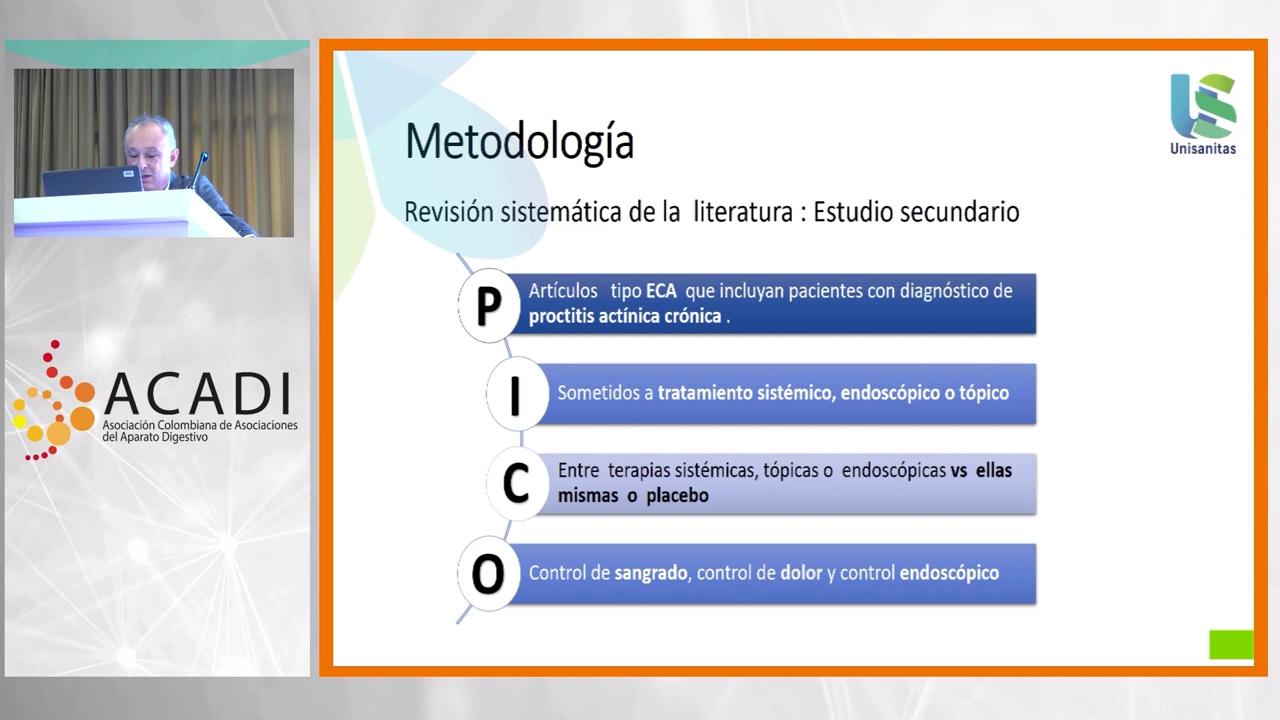 ACADI
Asociación Colombiana de Asociaciones
del Aparato Digestivo
Unisanitas
Metodología
Revisión sistemática de la literatura : Estudio secundario
P
Artículos tipo ECA que incluyan pacientes con diagnóstico de
proctitis actínica crónica .
I
Sometidos a tratamiento sistémico, endoscópico o tópico
C
Entre terapias sistémicas, tópicas o endoscópicas vs ellas
mismas o placebo
O
Control de sangrado, control de dolor y control endoscópico